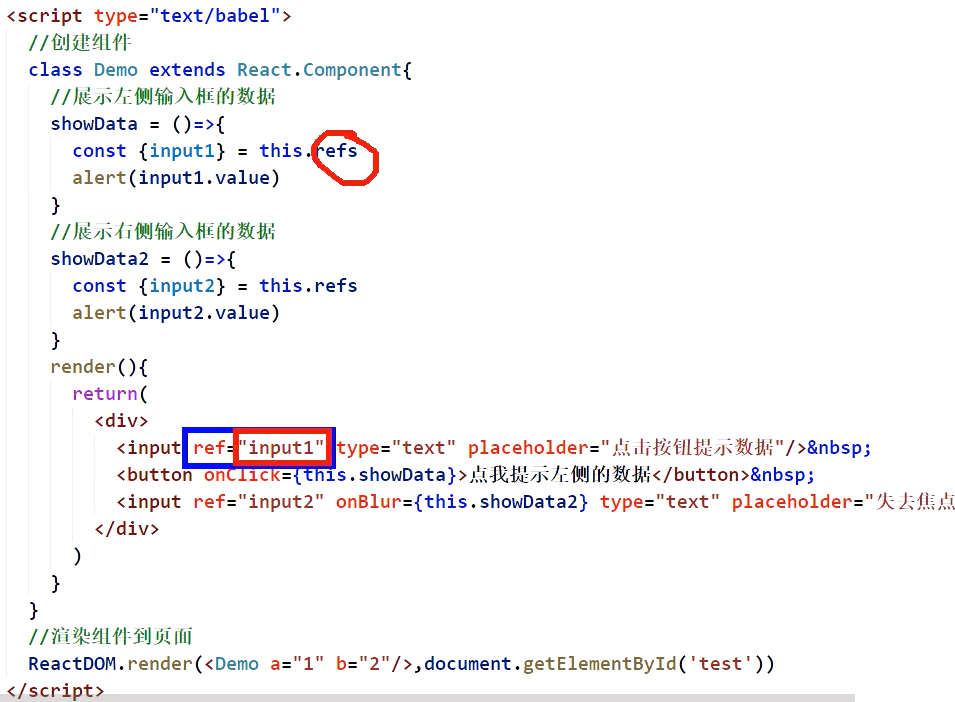 <script type="text/babel">
//创建组件
class Demo extends React.Component{
//展示左侧输入框的数据
showData = ()=>{
const {input1} = this.refs
alert(input1.value)
}
//展示右侧输入框的数据
showData2 = ()=>{
const {input2} = this.refs
alert(input2.value)
}
render(){
return(
<div>
<input ref="input1" type="text" placeholder="点击按钮提示数据"/>&nbsp;
<button onClick={this.showData}>点我提示左侧的数据</button>&nbsp;
<input ref="input2" onBlur={this.showData2} type="text" placeholder="失去焦点
</div>
)
}
}
//渲染组件到页面
ReactDOM.render(<Demo a="1" b="2"/>,document.getElementById('test'))
</script>